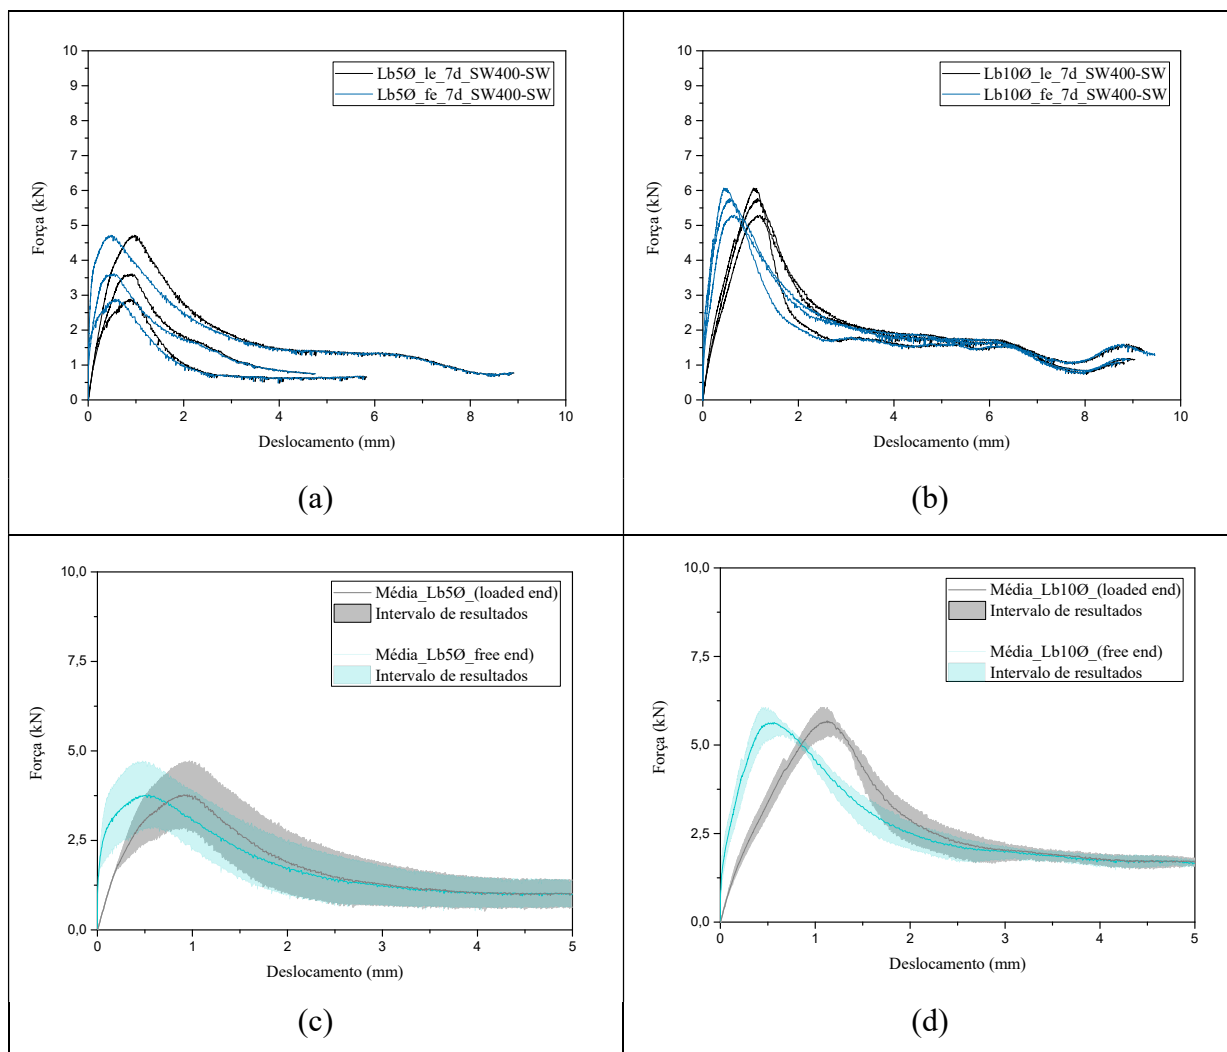 10
9
8
7
6
5
4
3
2
1
0
Força (kN)
Lb5Ø_le_7d_SW400-SW
Lb5Ø_fe_7d_SW400-SW
0 2 4 6 8 10
Deslocamento (mm)
(a)
10
9
8
7
6
5
4
3
2
1
0
Força (kN)
Lb10Ø_le_7d_SW400-SW
Lb10Ø_fe_7d_SW400-SW
0 2 4 6 8 10
Deslocamento (mm)
(b)
10,0
7,5
5,0
2,5
0,0
Força (kN)
Média_Lb5Ø_(loaded end)
Intervalo de resultados
Média_Lb5Ø_free end)
Intervalo de resultados
0 1 2 3 4 5
Deslocamento (mm)
(c)
10,0
7,5
5,0
2,5
0,0
Força (kN)
Média_Lb10Ø_(loaded end)
Intervalo de resultados
Média_Lb10Ø_(free end)
Intervalo de resultados
0 1 2 3 4 5
Deslocamento (mm)
(d)